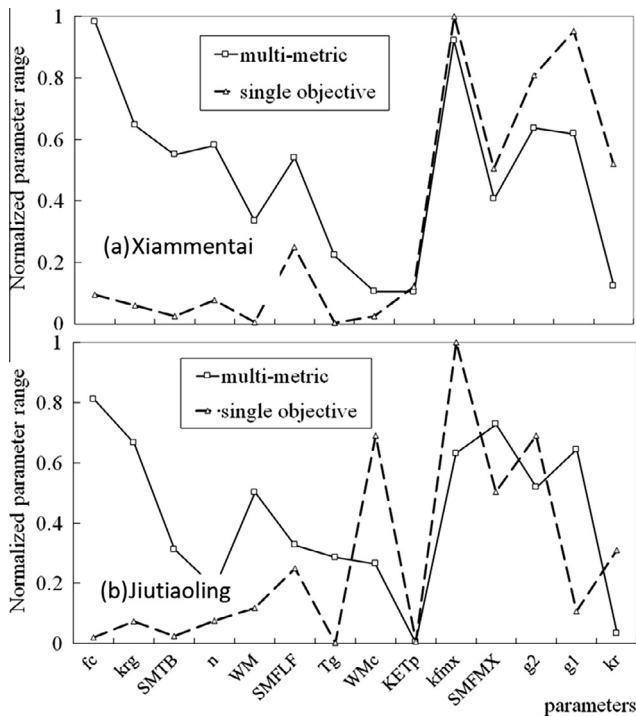 1
0.8
0.6
0.4
0.2
0
Normalized parameter range
multi-metric
single objective
(a)Xiammentai
1
0.8
0.6
0.4
0.2
0
Normalized parameter range
multi-metric
single objective
(b)Jiutiaoling
fc
krg
SMTB
n
WM
SMFLF
Tg
WMc
KETp
kfmx
SMFMX
g2
g1
kr
parameters